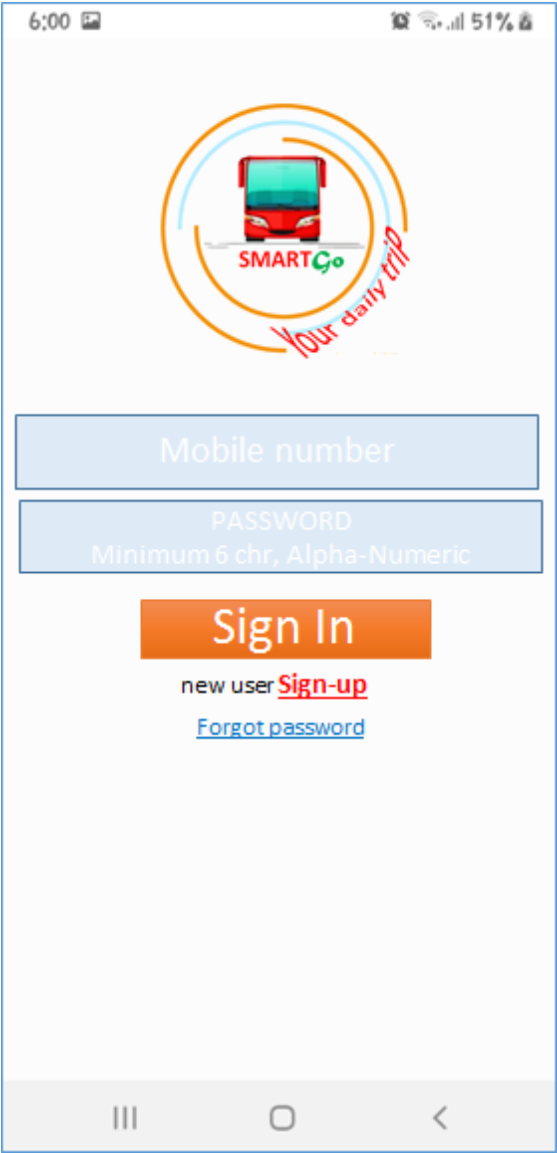 6:00 51%
SMARTGo
Your daily trip
Mobile number
PASSWORD
Minimum 6 chr, Alpha-Numeric
Sign In
new user Sign-up
Forgot password